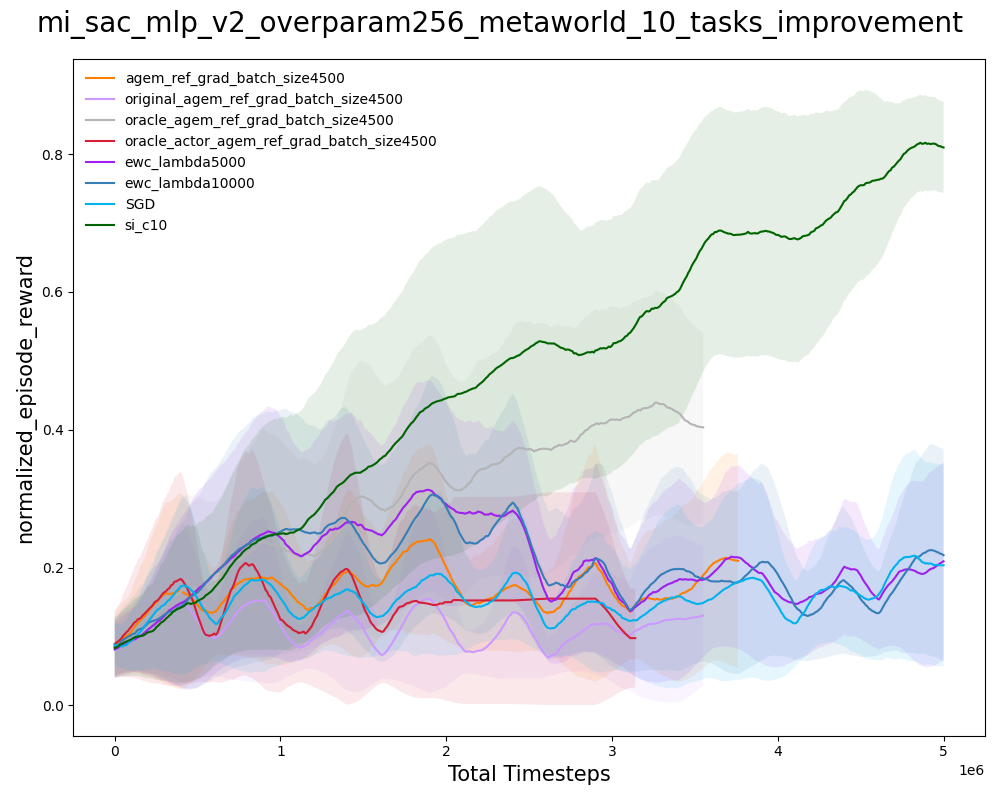 mi_sac_mlp_v2_overparam256_metaworld_10_tasks_improvement
agem_ref_grad_batch_size4500
original_agem_ref_grad_batch_size4500
oracle_agem_ref_grad_batch_size4500
oracle_actor_agem_ref_grad_batch_size4500
ewc_lambda5000
ewc_lambda10000
SGD
si_c10
normalized_episode_reward
0.8
0.6
0.4
0.2
0.0
0 1 2 3 4 5
1e6
Total Timesteps